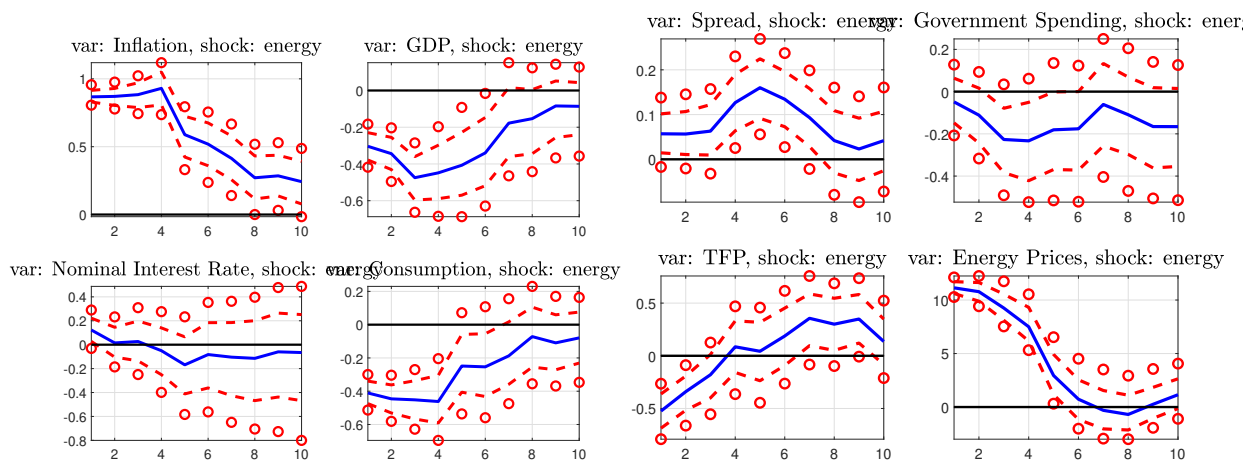 var: Inflation, shock: energy
1
0.5
0
2 4 6 8 10
var: GDP, shock: energy
0
-0.2
-0.4
-0.6
2 4 6 8 10
var: Spread, shock: energy
0.2
0.1
0
2 4 6 8 10
var: Government Spending, shock: energ
0.2
0
-0.2
-0.4
2 4 6 8 10
var: Nominal Interest Rate, shock: energy
0.4
0.2
0
-0.2
-0.4
-0.6
-0.8
2 4 6 8 10
var: Consumption, shock: energy
0.2
0
-0.2
-0.4
-0.6
2 4 6 8 10
var: TFP, shock: energy
0.5
0
-0.5
2 4 6 8 10
var: Energy Prices, shock: energy
10
5
0
2 4 6 8 10